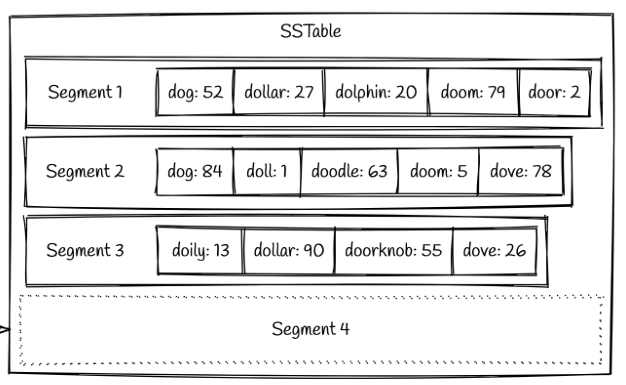 SSTable
Segment 1 dog: 52 dollar: 27 dolphin: 20 doom: 79 door: 2
Segment 2 dog: 84 doll: 1 doodle: 63 doom: 5 dove: 78
Segment 3 doily: 13 dollar: 90 doorknob: 55 dove: 26
Segment 4